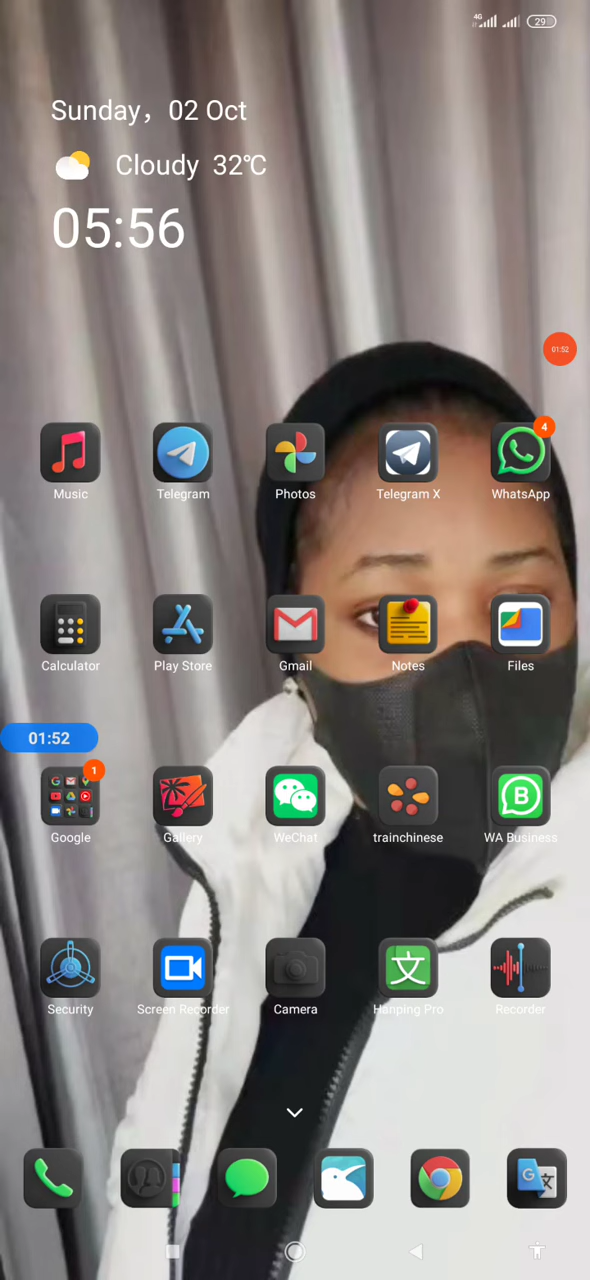 4G
29
Sunday，02 Oct
Cloudy 32℃
05:56
01:52
4
Music Telegram Photos Telegram X WhatsApp
Calculator Play Store Gmail Notes Files
01:52
1
Google Gallery WeChat trainchinese WA Business
B
Security Screen Recorder Camera Hanping Pro Recorder
文
G 文